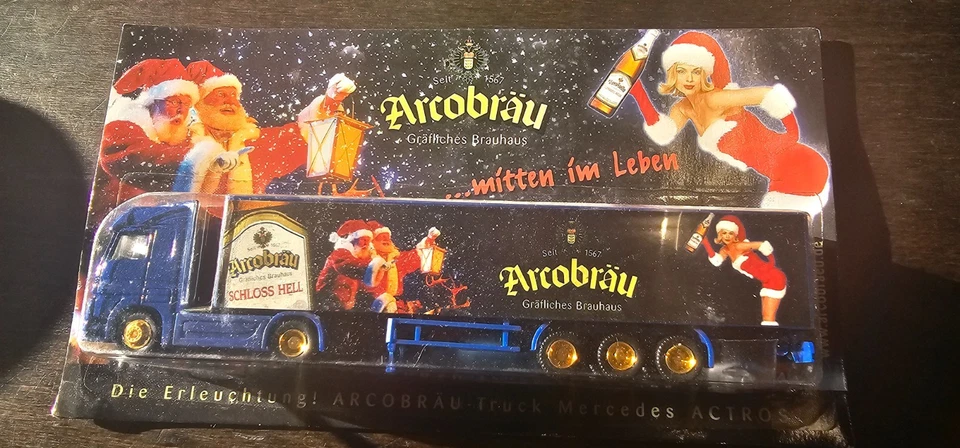 Seit 1567
Arcobräu
Gräfliches Brauhaus
...mitten im Leben
Arcobräu
Gräfliches Brauhaus
SCHLOSS HELL
Seit 1567
Arcobräu
Gräfliches Brauhaus
Die Erleuchtung! ARCOBRÄU-Truck Mercedes ACTROS